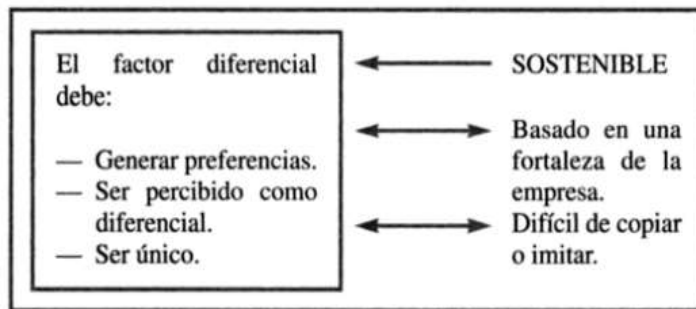 El factor diferencial
debe:
— Generar preferencias.
— Ser percibido como
diferencial.
— Ser único.
SOSTENIBLE
Basado en una
fortaleza de la
empresa.
Difícil de copiar
o imitar.